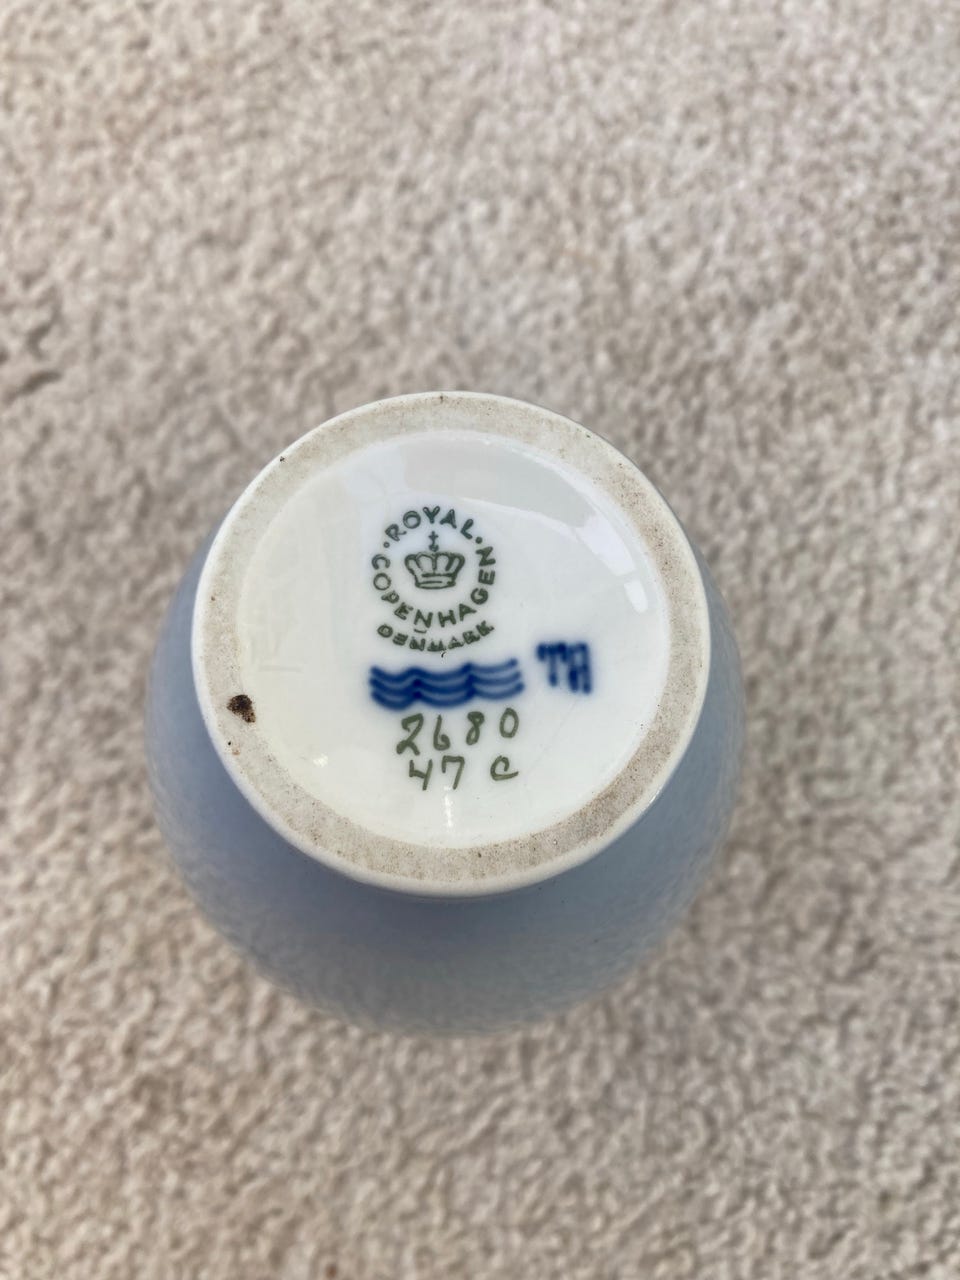 ROYAL
COPENHAGEN
DENMARK
2680
47 C